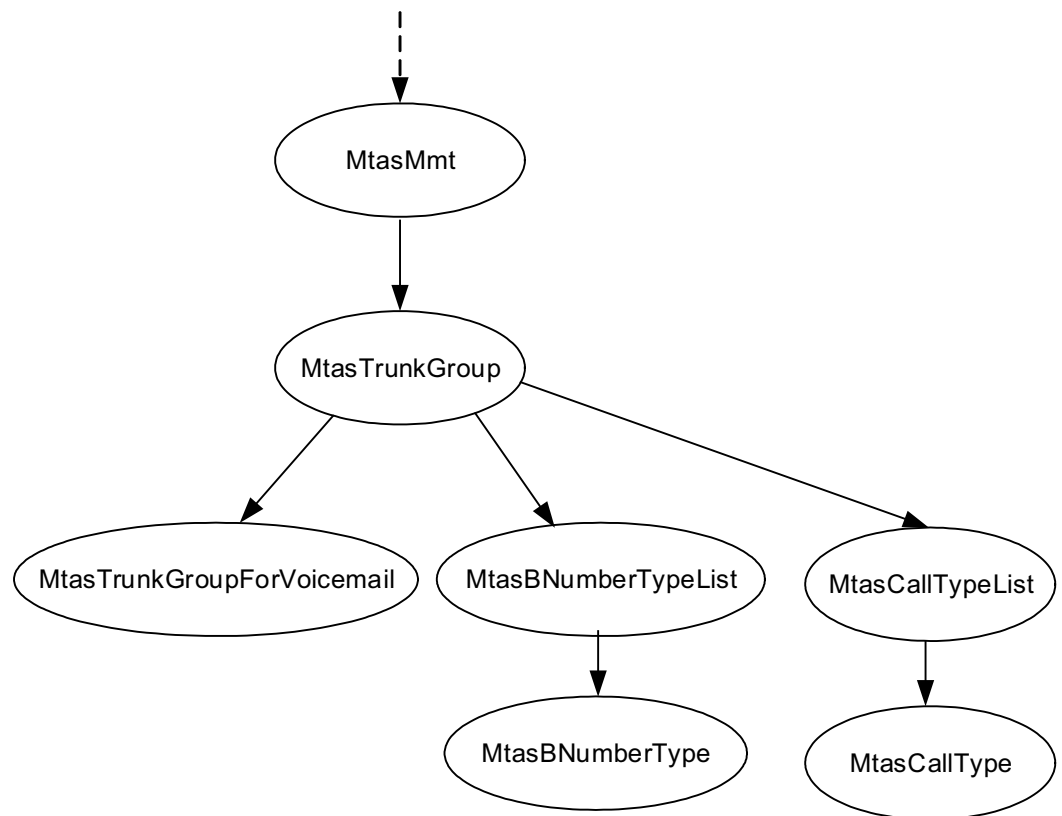 MtasMmt
MtasTrunkGroup
MtasTrunkGroupForVoicemail
MtasBNumberTypeList
MtasCallTypeList
MtasBNumberType
MtasCallType